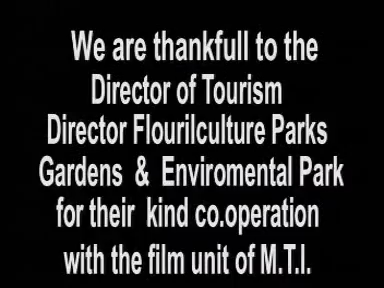 We are thankfull to the
Director of Tourism
Director Flourilculture Parks
Gardens & Enviromental Park
for their kind co.operation
with the film unit of M.T.I.